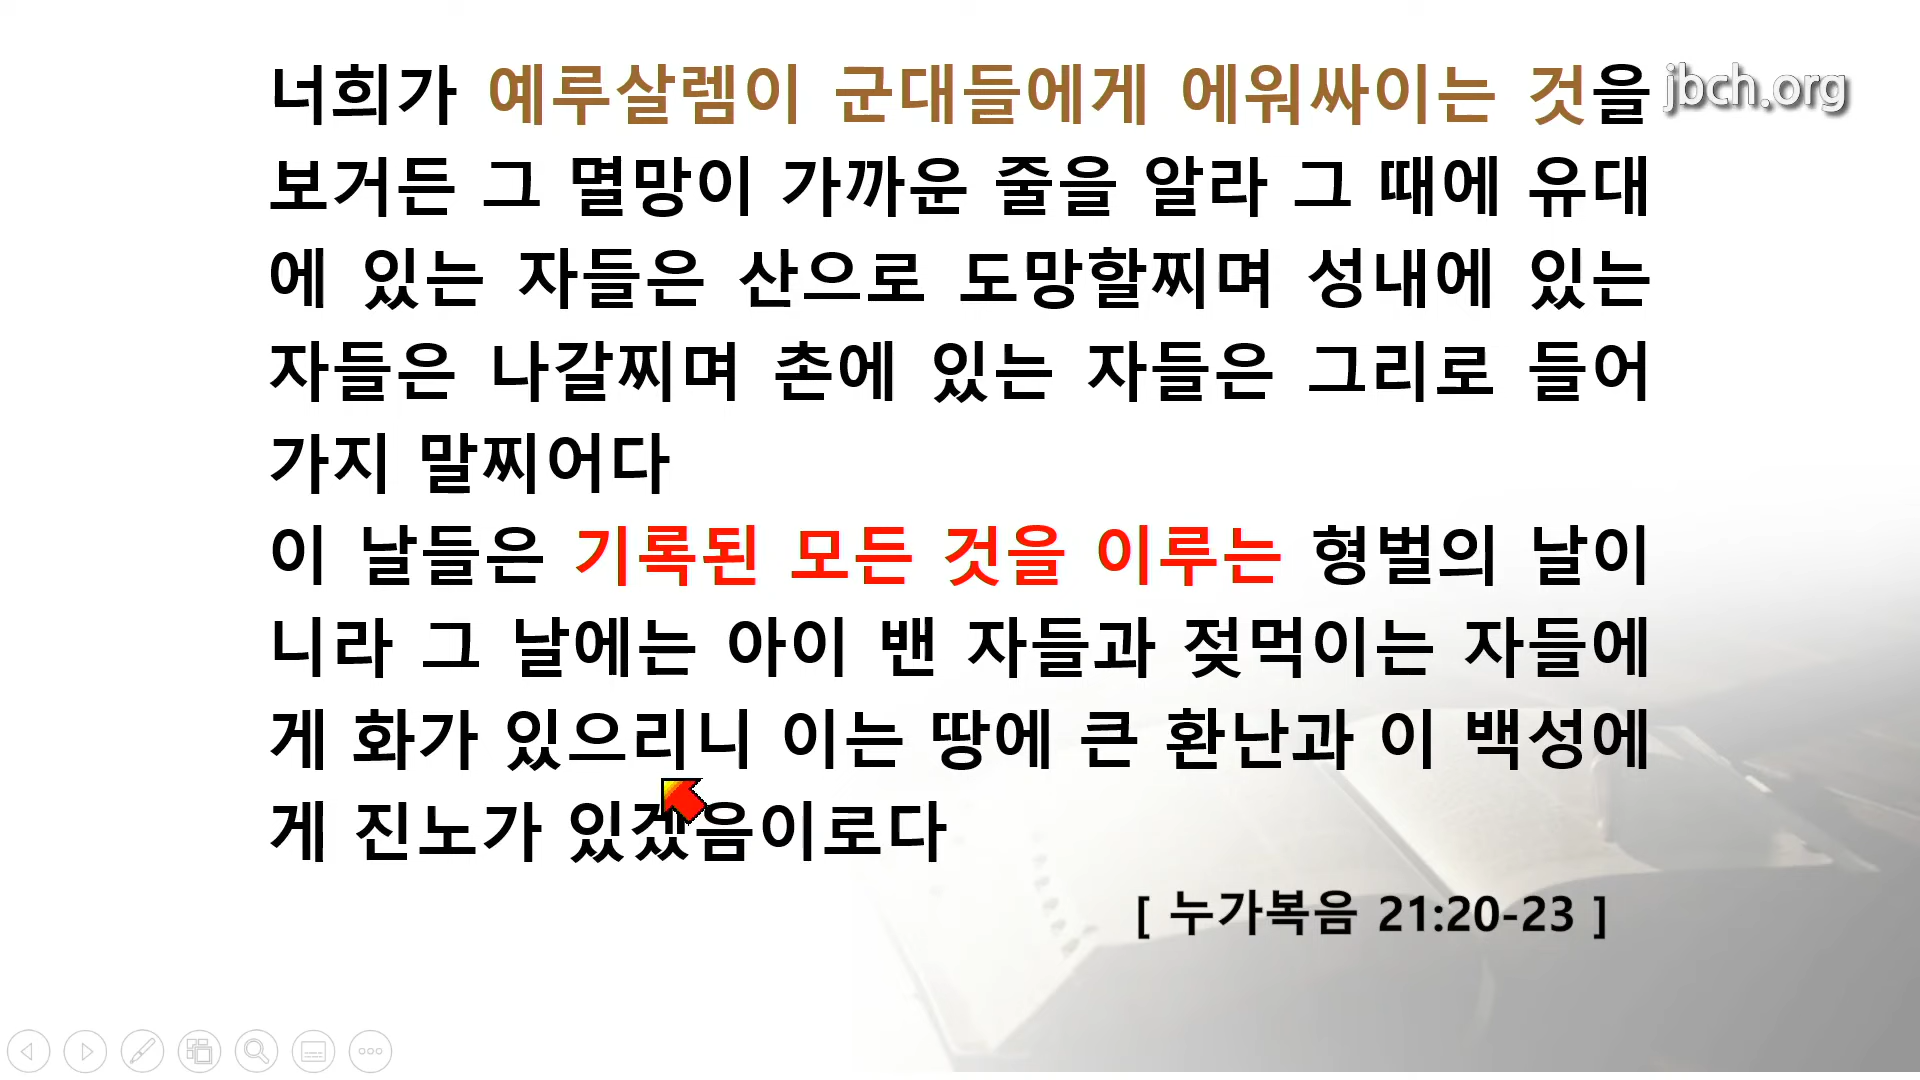 너희가 예루살렘이 군대들에게 에워싸이는 것을
jbch.org
보거든 그 멸망이 가까운 줄을 알라 그 때에 유대
에 있는 자들은 산으로 도망할찌며 성내에 있는
자들은 나갈찌며 촌에 있는 자들은 그리로 들어
가지 말찌어다
이 날들은 기록된 모든 것을 이루는 형벌의 날이
니라 그 날에는 아이 밴 자들과 젖먹이는 자들에
게 화가 있으리니 이는 땅에 큰 환난과 이 백성에
게 진노가 있겠음이로다
[ 누가복음 21:20-23 ]